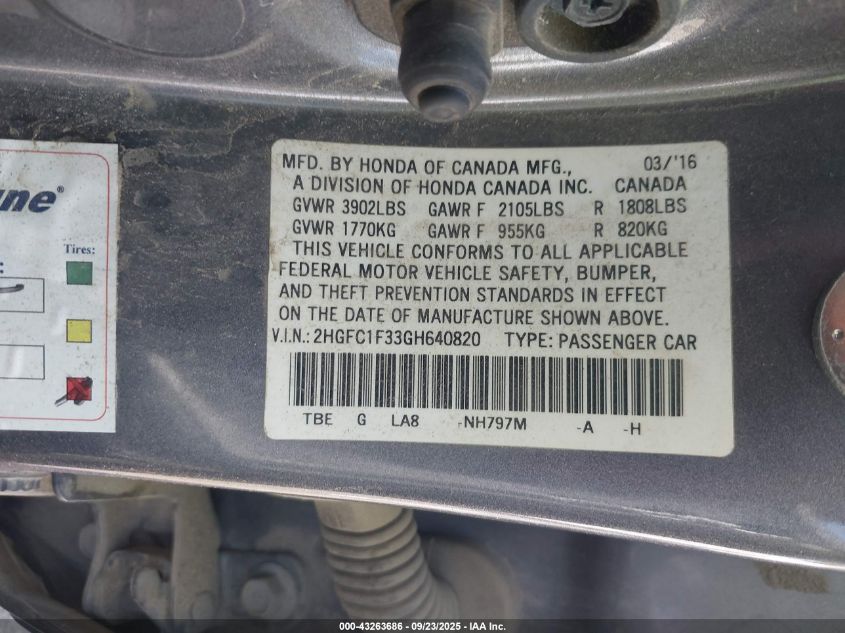 une®
Tires:
MFD. BY HONDA OF CANADA MFG., 03/'16
A DIVISION OF HONDA CANADA INC. CANADA
GVWR 3902LBS GAWR F 2105LBS R 1808LBS
GVWR 1770KG GAWR F 955KG R 820KG
THIS VEHICLE CONFORMS TO ALL APPLICABLE
FEDERAL MOTOR VEHICLE SAFETY, BUMPER,
AND THEFT PREVENTION STANDARDS IN EFFECT
ON THE DATE OF MANUFACTURE SHOWN ABOVE.
V.I.N.: 2HGFC1F33GH640820 TYPE: PASSENGER CAR
TBE G LA8 -NH797M -A -H
000-43263686 - 09/23/2025 - IAA Inc.